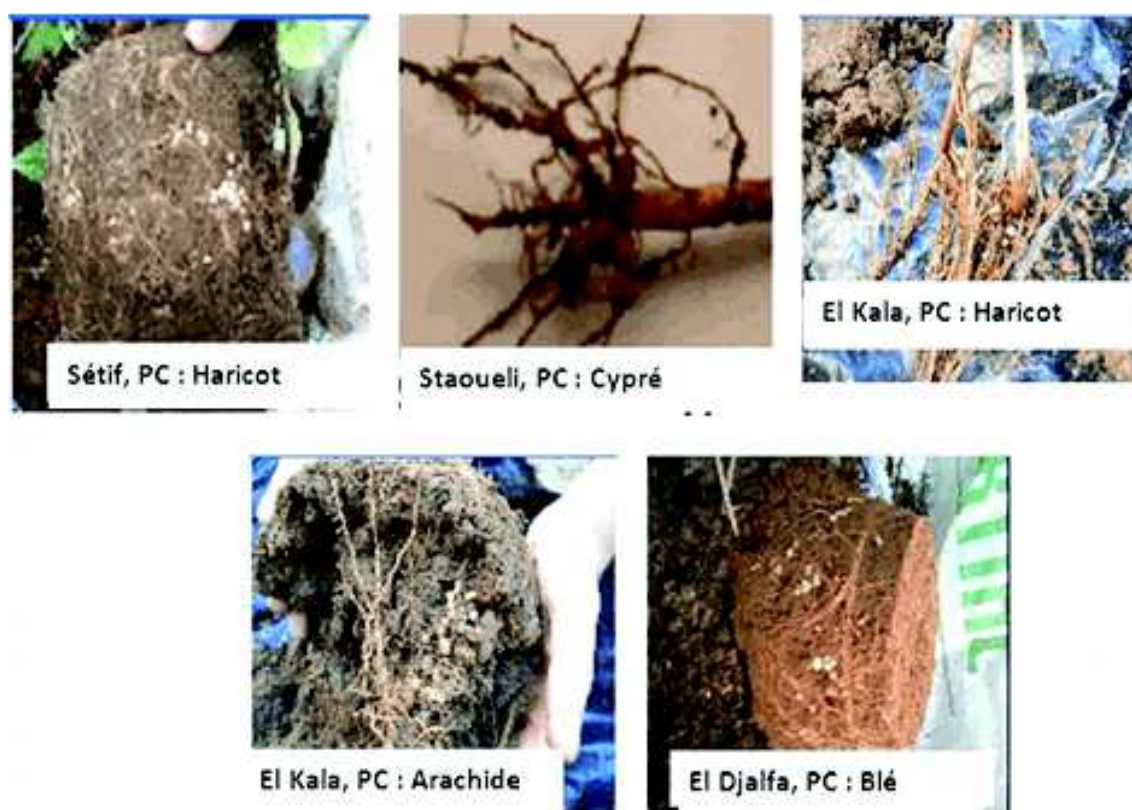 Sétif, PC : Haricot
Staoueli, PC : Cypré
El Kala, PC : Haricot
El Kala, PC : Arachide
El Djalfa, PC : Blé